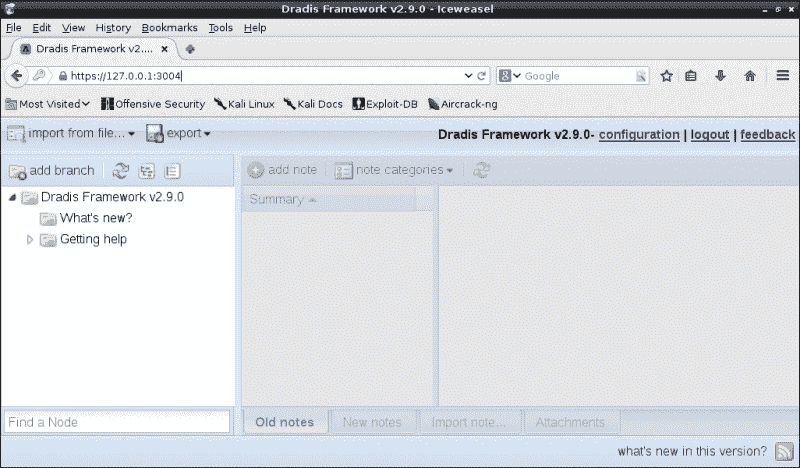 Dradis Framework v2.9.0 - Iceweasel
File Edit View History Bookmarks Tools Help
Dradis Framework v2....
https://127.0.0.1:3004
Google
Most Visited Offensive Security Kali Linux Kali Docs Exploit-DB Aircrack-ng
import from file... export Dradis Framework v2.9.0- configuration | logout | feedback
add branch add note note categories
Dradis Framework v2.9.0 Summary
What's new?
Getting help
Find a Node Old notes New notes Import note... Attachments
what's new in this version?